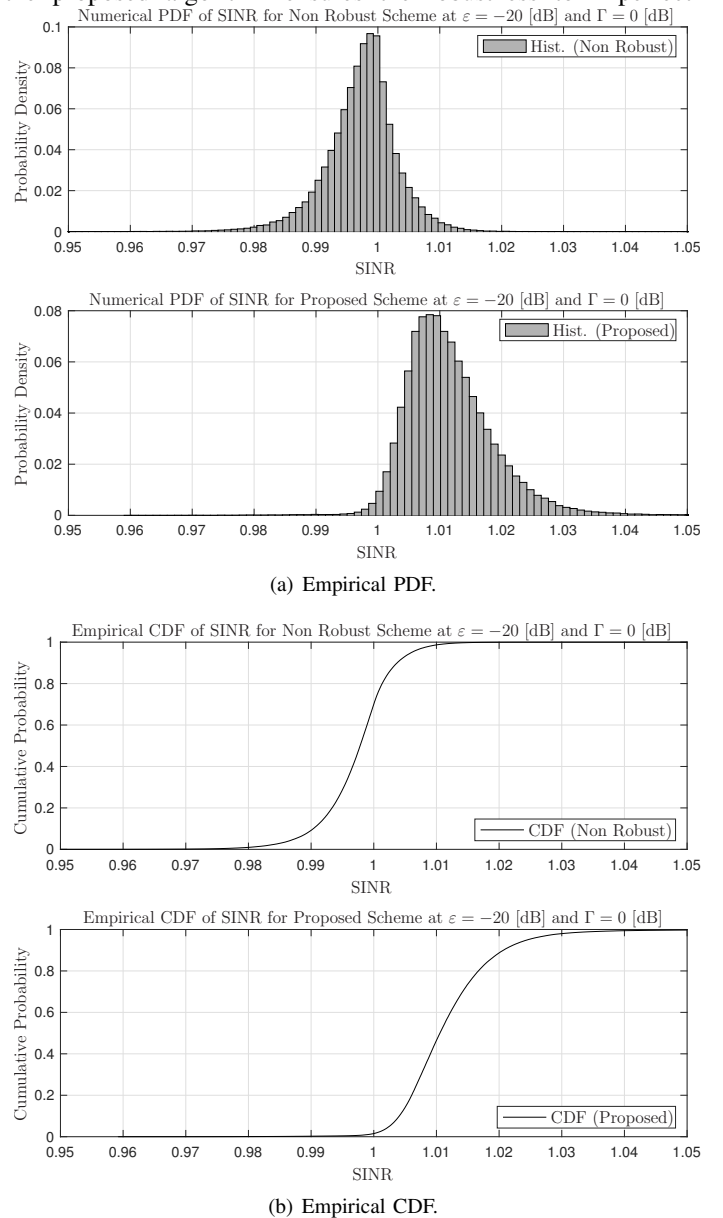 Numerical PDF of SINR for Non Robust Scheme at ε = −20 [dB] and Γ = 0 [dB]
0.1
0.08
0.06
0.04
0.02
0
Probability Density
Hist. (Non Robust)
0.95 0.96 0.97 0.98 0.99 1 1.01 1.02 1.03 1.04 1.05
SINR
Numerical PDF of SINR for Proposed Scheme at ε = −20 [dB] and Γ = 0 [dB]
0.08
0.06
0.04
0.02
0
Probability Density
Hist. (Proposed)
0.95 0.96 0.97 0.98 0.99 1 1.01 1.02 1.03 1.04 1.05
SINR
(a) Empirical PDF.
Empirical CDF of SINR for Non Robust Scheme at ε = −20 [dB] and Γ = 0 [dB]
1
0.8
0.6
0.4
0.2
0
Cumulative Probability
CDF (Non Robust)
0.95 0.96 0.97 0.98 0.99 1 1.01 1.02 1.03 1.04 1.05
SINR
Empirical CDF of SINR for Proposed Scheme at ε = −20 [dB] and Γ = 0 [dB]
1
0.8
0.6
0.4
0.2
0
Cumulative Probability
CDF (Proposed)
0.95 0.96 0.97 0.98 0.99 1 1.01 1.02 1.03 1.04 1.05
SINR
(b) Empirical CDF.